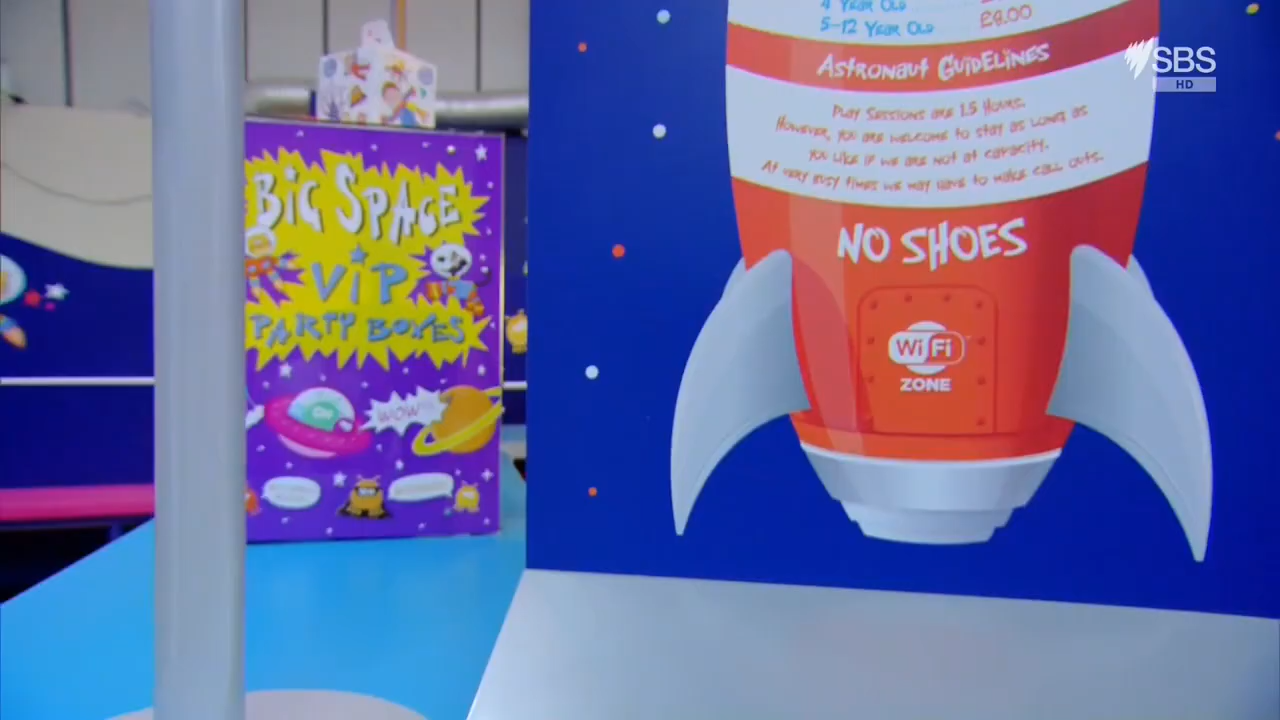 4 Year Old
5-12 Year Old £8.00
Astronaut Guidelines
Play Sessions are 1.5 Hours.
However, you are welcome to stay as long as
you like if we are not at capacity.
At very busy times we may have to make call outs.
NO SHOES
Wi Fi
ZONE
BiG SPACE
ViP
PARTY BOXES
WOW
SBS
HD